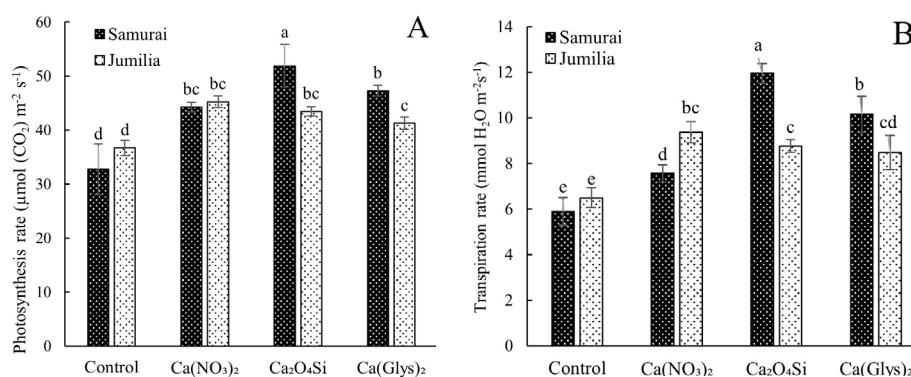 Photosynthesis rate (µmol (CO₂) m⁻² s⁻¹)
60
50
40
30
20
10
0
Samurai
Jumilia
A
d d bc bc a bc b c
Control Ca(NO₃)₂ Ca₂O₄Si Ca(Glys)₂
Transpiration rate (mmol H₂O m⁻²s⁻¹)
14
12
10
8
6
4
2
0
Samurai
Jumilia
B
e e d bc a c b cd
Control Ca(NO₃)₂ Ca₂O₄Si Ca(Glys)₂